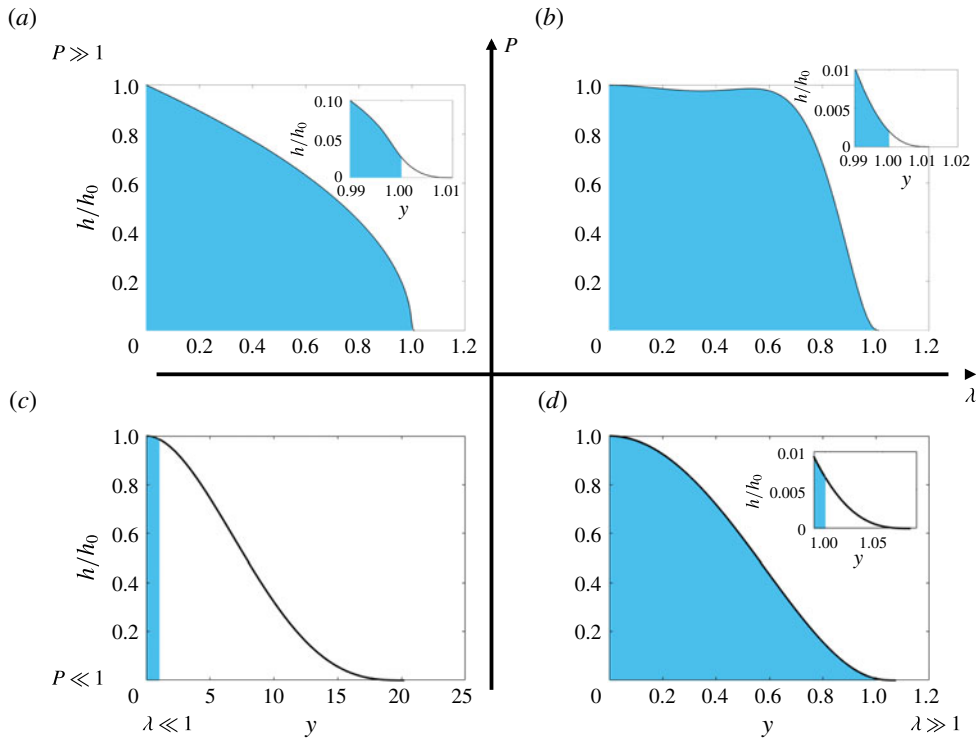 (a)
(b)
P ≫ 1
P
1.0
0.8
0.6
0.4
0.2
0
h/h0
0.2 0.4 0.6 0.8 1.0 1.2
0.10
0.05
0
h/h0
0.99 1.00 1.01
y
1.0
0.8
0.6
0.4
0.2
0
0.2 0.4 0.6 0.8 1.0 1.2
0.01
0.005
0
h/h0
0.99 1.00 1.01 1.02
y
λ
(c)
(d)
1.0
0.8
0.6
0.4
0.2
0
h/h0
5 10 15 20 25
P ≪ 1
λ ≪ 1
y
1.0
0.8
0.6
0.4
0.2
0
0.2 0.4 0.6 0.8 1.0 1.2
0.01
0.005
0
h/h0
1.00 1.05
y
y
λ ≫ 1